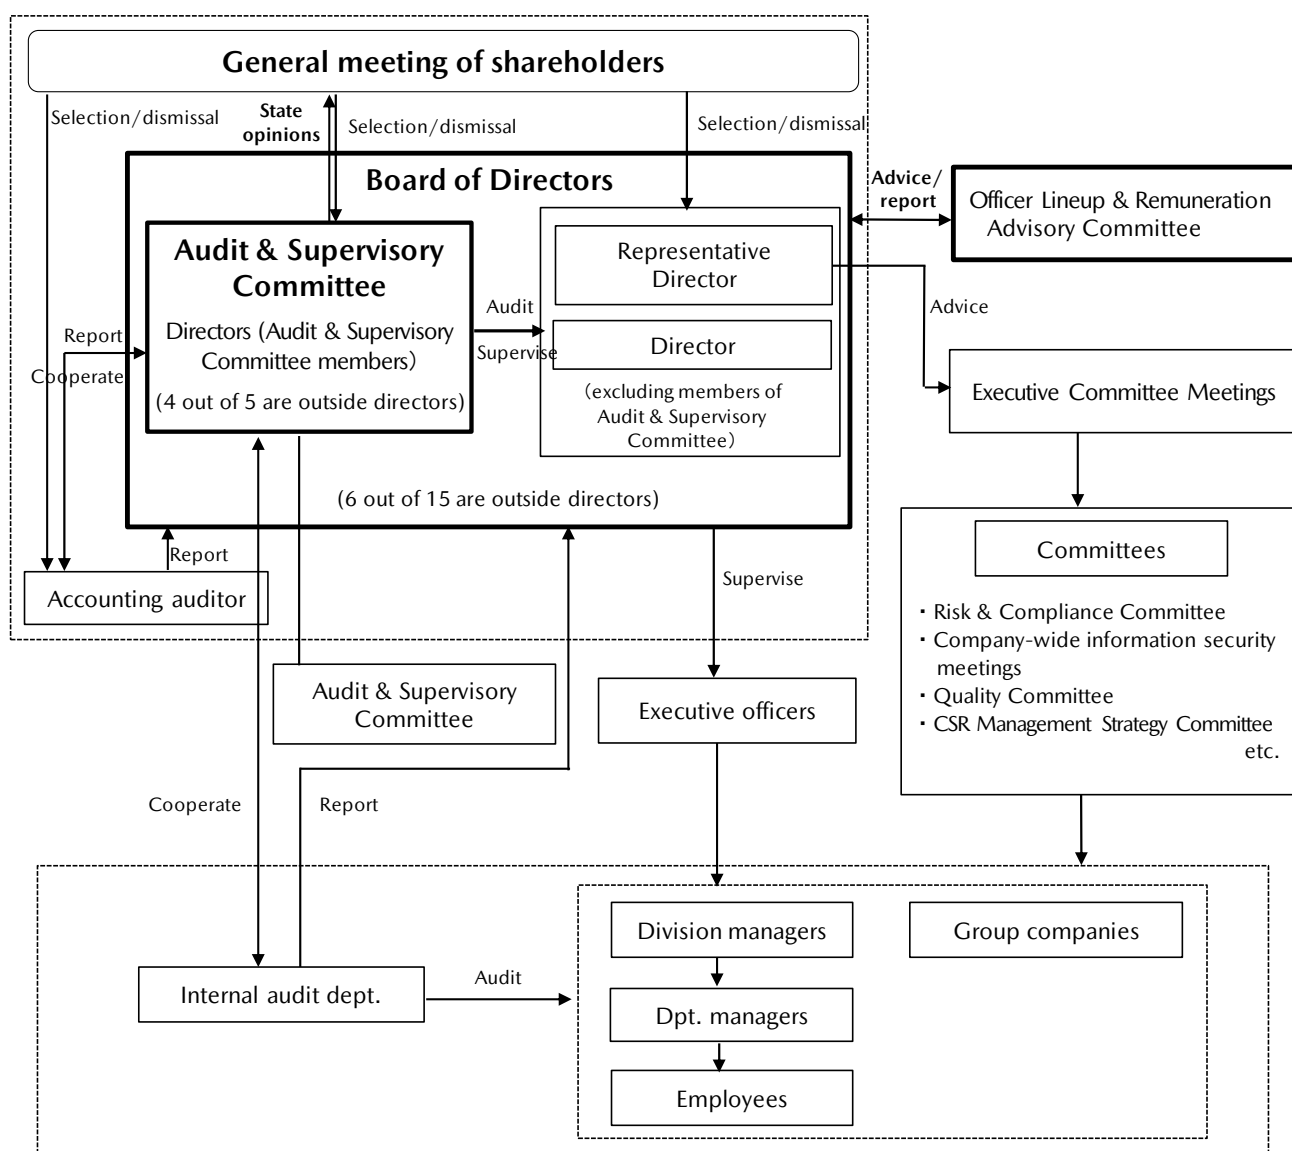 General meeting of shareholders
Selection/dismissal
State
opinions
Selection/dismissal
Selection/dismissal
Board of Directors
Advice/
report
Officer Lineup & Remuneration
Advisory Committee
Audit & Supervisory
Committee
Directors (Audit & Supervisory
Committee members)
(4 out of 5 are outside directors)
Audit
Supervise
Representative
Director
Director
(excluding members of
Audit & Supervisory
Committee)
Advice
Report
Cooperate
Executive Committee Meetings
(6 out of 15 are outside directors)
Report
Accounting auditor
Supervise
Committees
・Risk & Compliance Committee
・Company-wide information security
meetings
・Quality Committee
・CSR Management Strategy Committee
etc.
Audit & Supervisory
Committee
Executive officers
Cooperate
Report
Division managers
Group companies
Internal audit dept.
Audit
Dpt. managers
Employees